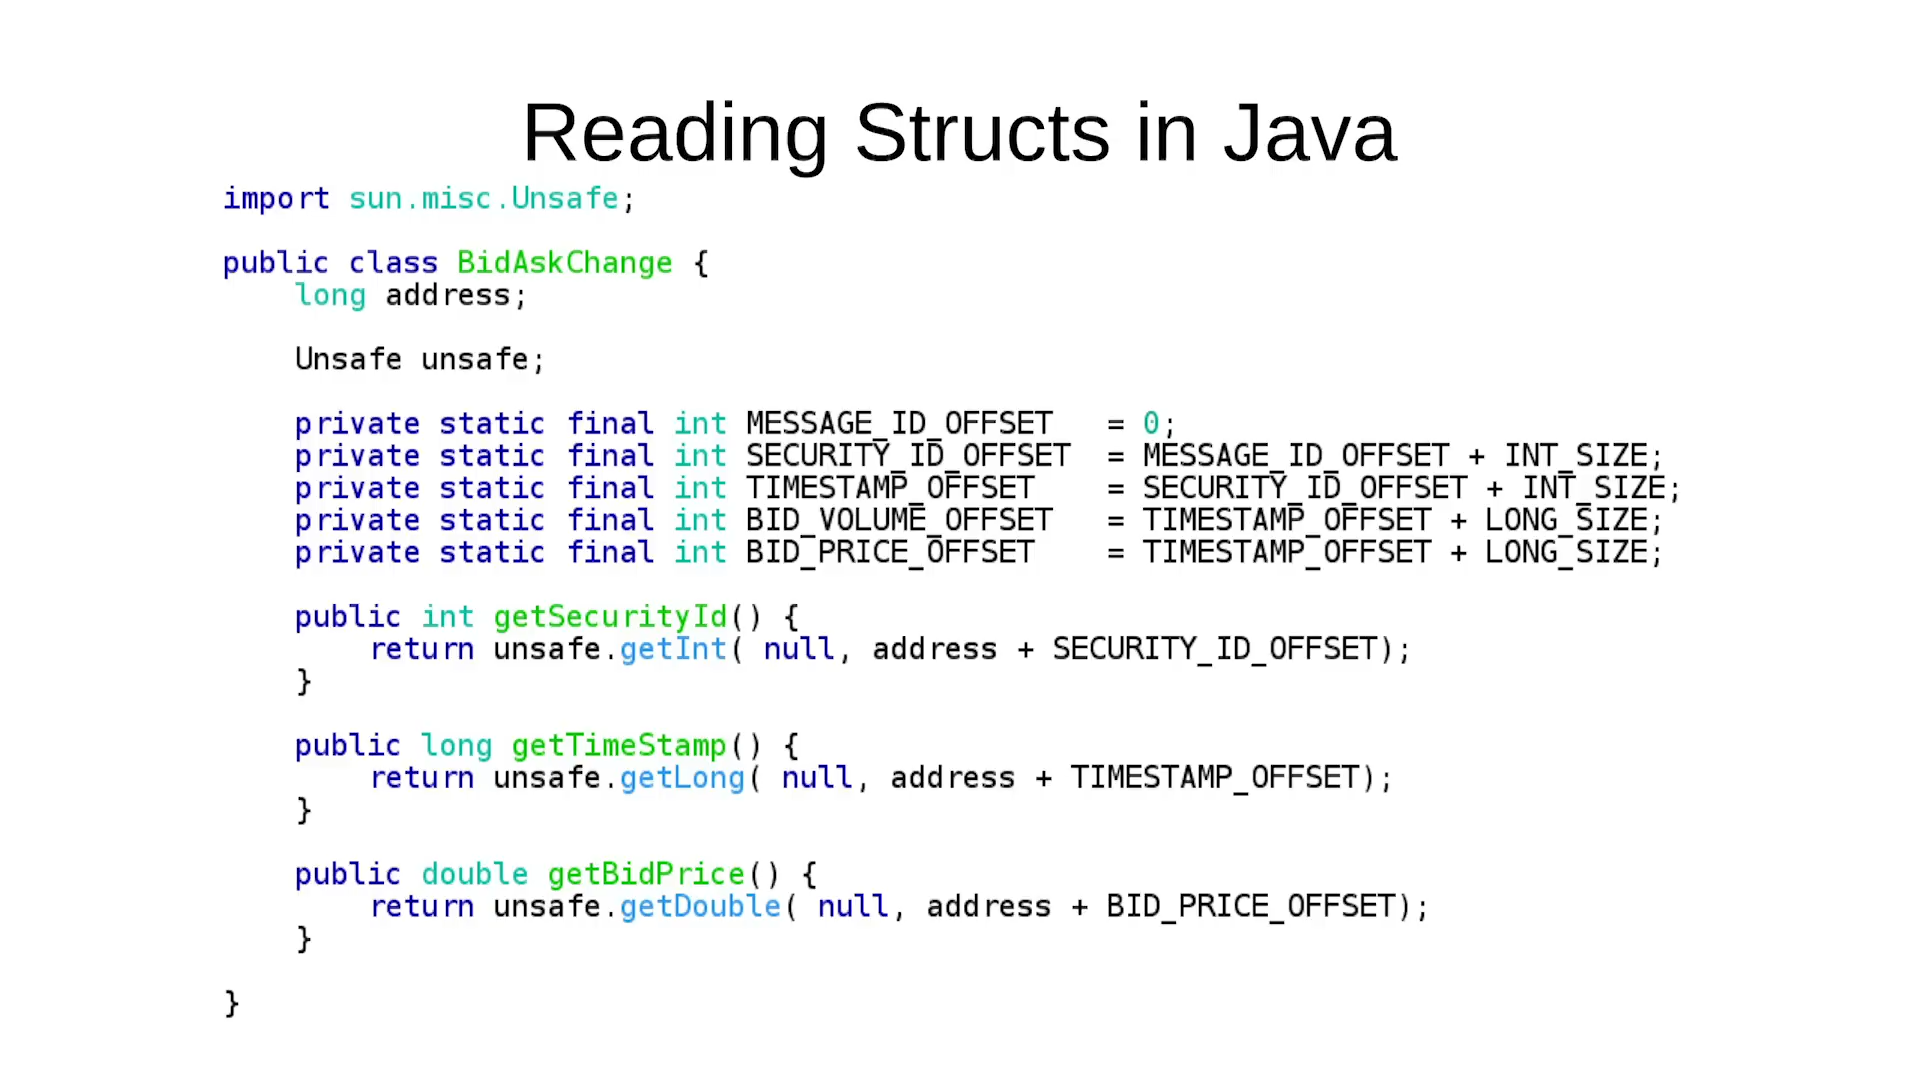 Reading Structs in Java
import sun.misc.Unsafe;
public class BidAskChange {
long address;
Unsafe unsafe;
private static final int MESSAGE_ID_OFFSET = 0;
private static final int SECURITY_ID_OFFSET = MESSAGE_ID_OFFSET + INT_SIZE;
private static final int TIMESTAMP_OFFSET = SECURITY_ID_OFFSET + INT_SIZE;
private static final int BID_VOLUME_OFFSET = TIMESTAMP_OFFSET + LONG_SIZE;
private static final int BID_PRICE_OFFSET = TIMESTAMP_OFFSET + LONG_SIZE;
public int getSecurityId() {
return unsafe.getInt( null, address + SECURITY_ID_OFFSET);
}
public long getTimeStamp() {
return unsafe.getLong( null, address + TIMESTAMP_OFFSET);
}
public double getBidPrice() {
return unsafe.getDouble( null, address + BID_PRICE_OFFSET);
}
}